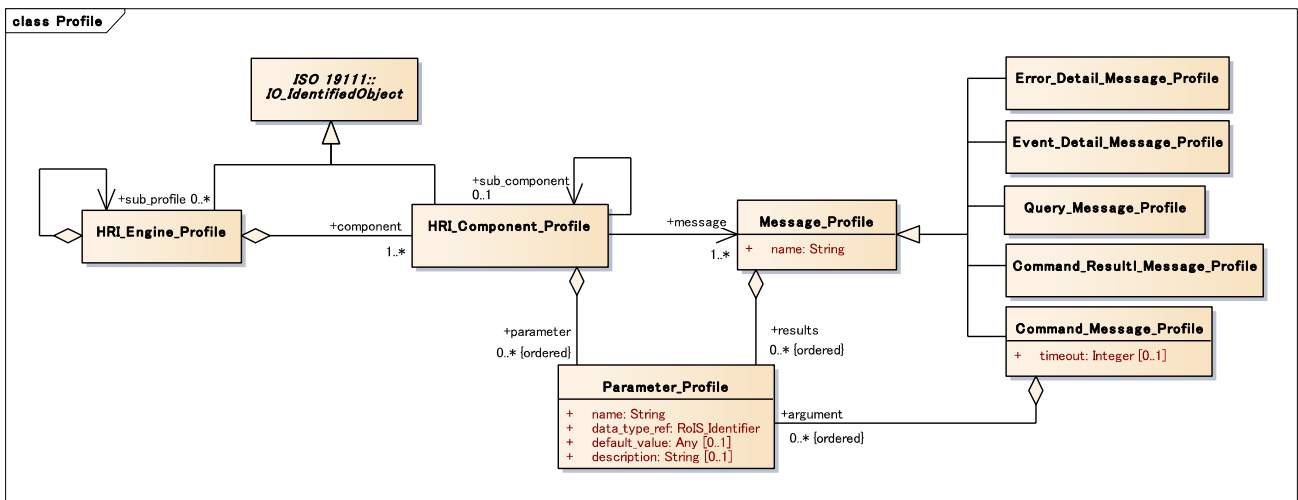 class Profile
ISO 19111::
IO_IdentifiedObject
Error_Detail_Message_Profile
Event_Detail_Message_Profile
+sub_profile 0..*
HRI_Engine_Profile
+component
1..*
+sub_component
0..1
HRI_Component_Profile
+message
1..*
Message_Profile
+ name: String
Query_Message_Profile
Command_Resultl_Message_Profile
Command_Message_Profile
+ timeout: Integer [0..1]
+parameter
0..* {ordered}
+results
0..* {ordered}
Parameter_Profile
+ name: String
+ data_type_ref: RoIS_Identifier
+ default_value: Any [0..1]
+ description: String [0..1]
+argument
0..* {ordered}